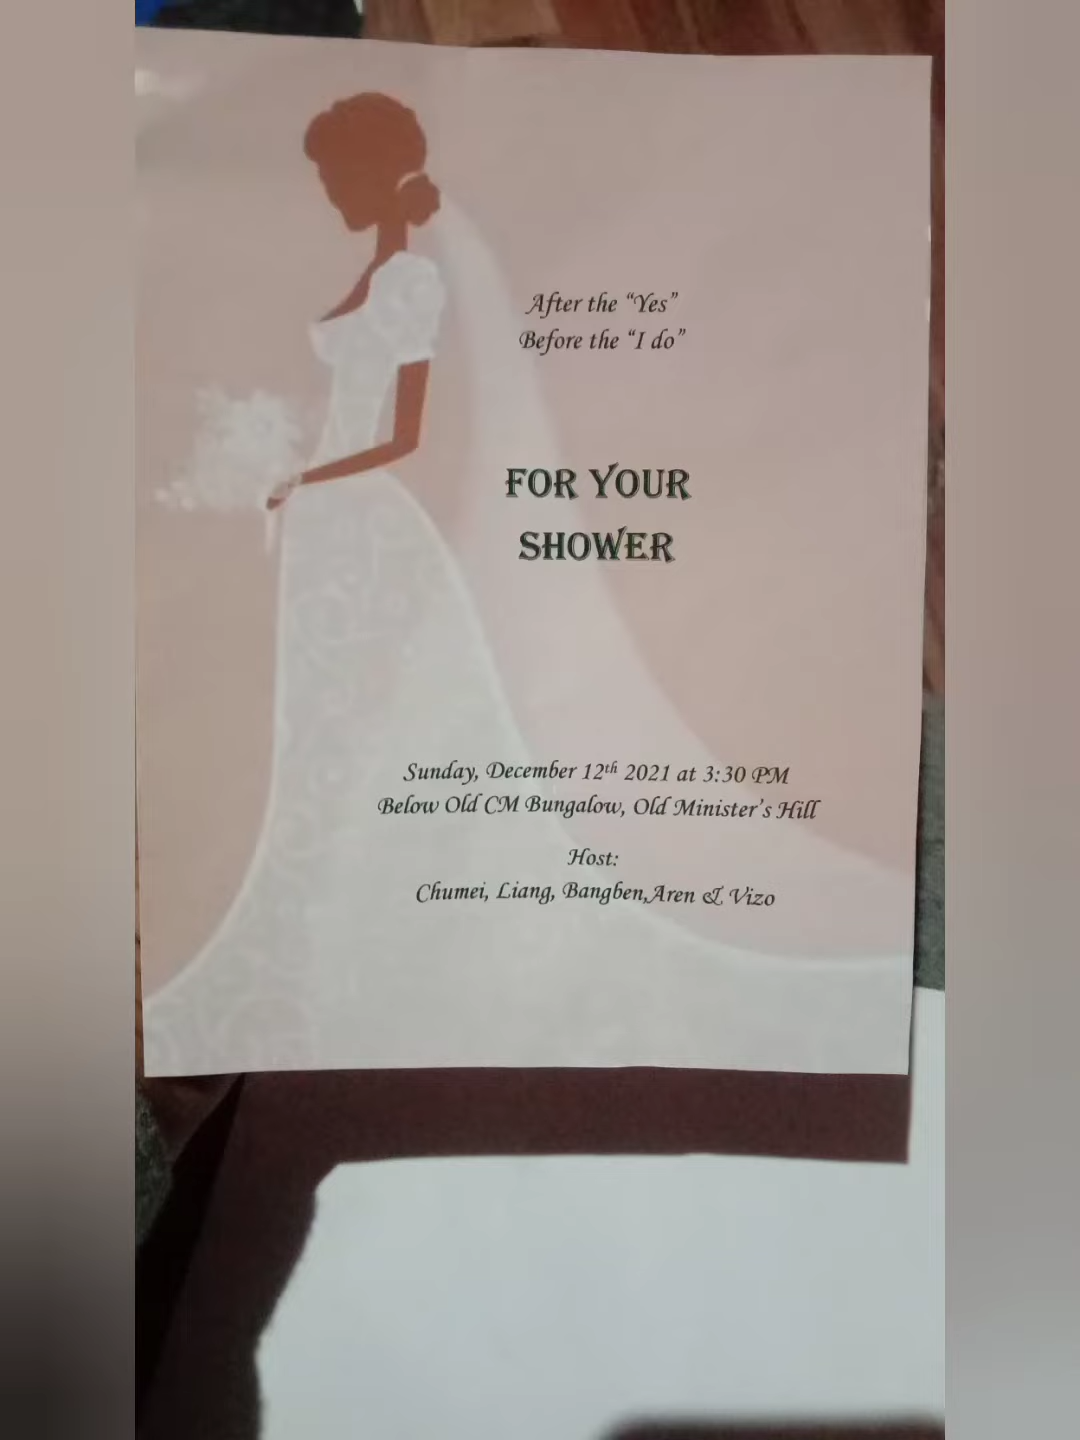 After the “Yes”
Before the “I do”
FOR YOUR
SHOWER
Sunday, December 12th 2021 at 3:30 PM
Below Old CM Bungalow, Old Minister’s Hill
Host:
Chumei, Liang, Bangben,Aren & Vizo